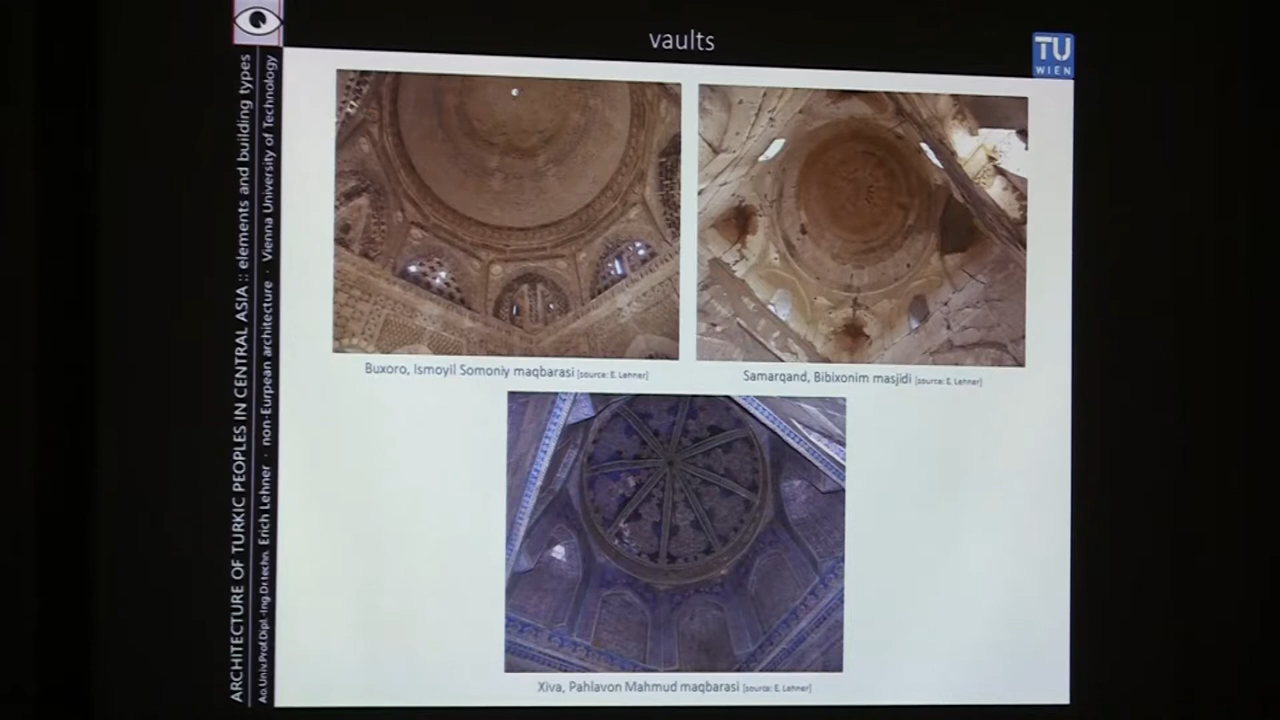 vaults
TU
WIEN
ARCHITECTURE OF TURKIC PEOPLES IN CENTRAL ASIA :: elements and building types
Ao.Univ.Prof.Dipl.-Ing.Dr.techn. Erich Lehner · non-Eurpean architecture · Vienna University of Technology
Buxoro, Ismoyil Somoniy maqbarasi [source: E. Lehner]
Samarqand, Bibixonim masjidi [source: E. Lehner]
Xiva, Pahlavon Mahmud maqbarasi [source: E. Lehner]